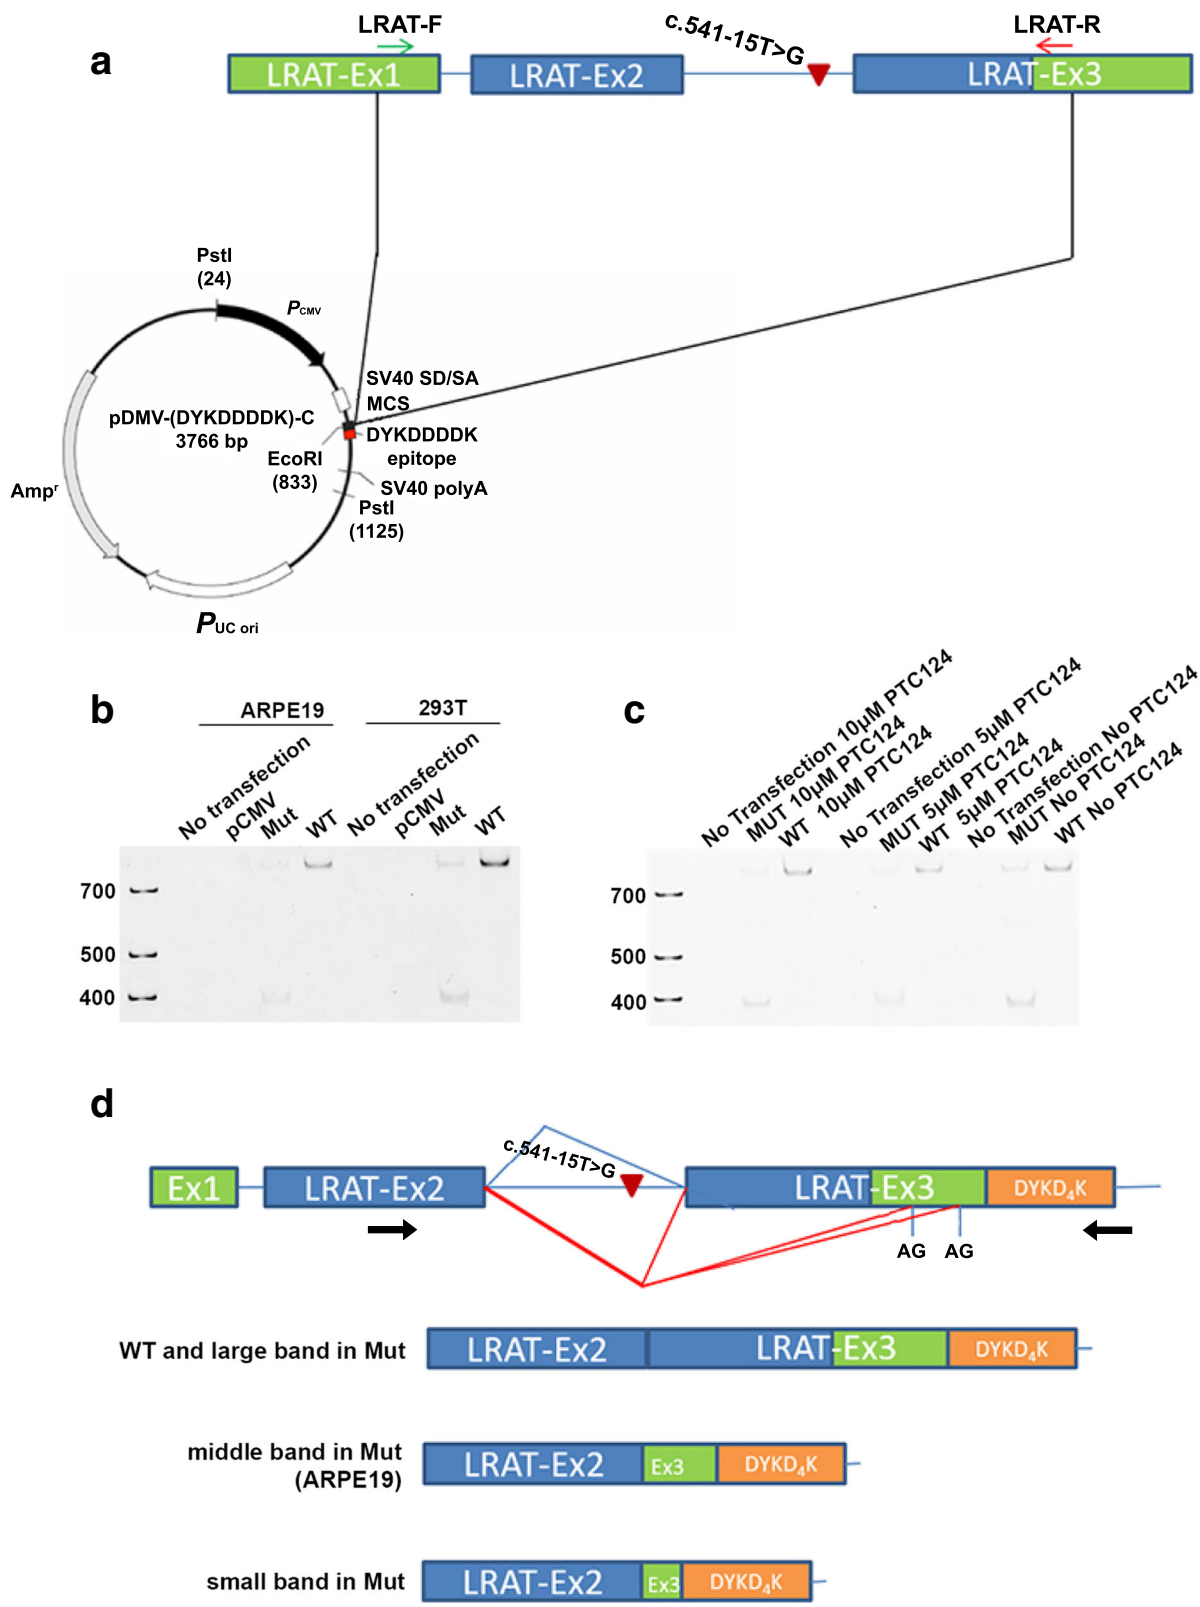 a
LRAT-F
c.541-15T>G
LRAT-R
LRAT-Ex1
LRAT-Ex2
LRAT-Ex3
PstI
(24)
PCMV
SV40 SD/SA
MCS
pDMV-(DYKDDDDK)-C
3766 bp
DYKDDDDK
epitope
EcoRI
(833)
SV40 polyA
PstI
(1125)
Ampr
PUC ori
b
ARPE19
293T
No transfection
pCMV
Mut
WT
No transfection
pCMV
Mut
WT
700
500
400
c
No Transfection 10µM PTC124
MUT 10µM PTC124
WT 10µM PTC124
No Transfection 5µM PTC124
MUT 5µM PTC124
WT 5µM PTC124
No Transfection No PTC124
MUT No PTC124
WT No PTC124
700
500
400
d
c.541-15T>G
Ex1
LRAT-Ex2
LRAT-Ex3
DYKD4K
AG
AG
WT and large band in Mut
LRAT-Ex2
LRAT-Ex3
DYKD4K
middle band in Mut
(ARPE19)
LRAT-Ex2
Ex3
DYKD4K
small band in Mut
LRAT-Ex2
Ex3
DYKD4K